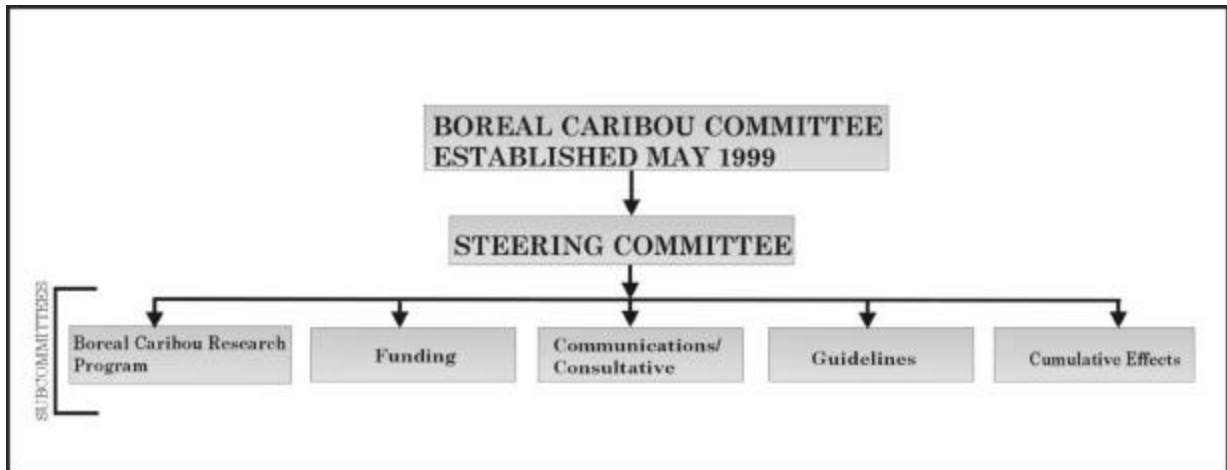 BOREAL CARIBOU COMMITTEE
ESTABLISHED MAY 1999
STEERING COMMITTEE
SUBCOMMITTEES
Boreal Caribou Research
Program
Funding
Communications/
Consultative
Guidelines
Cumulative Effects